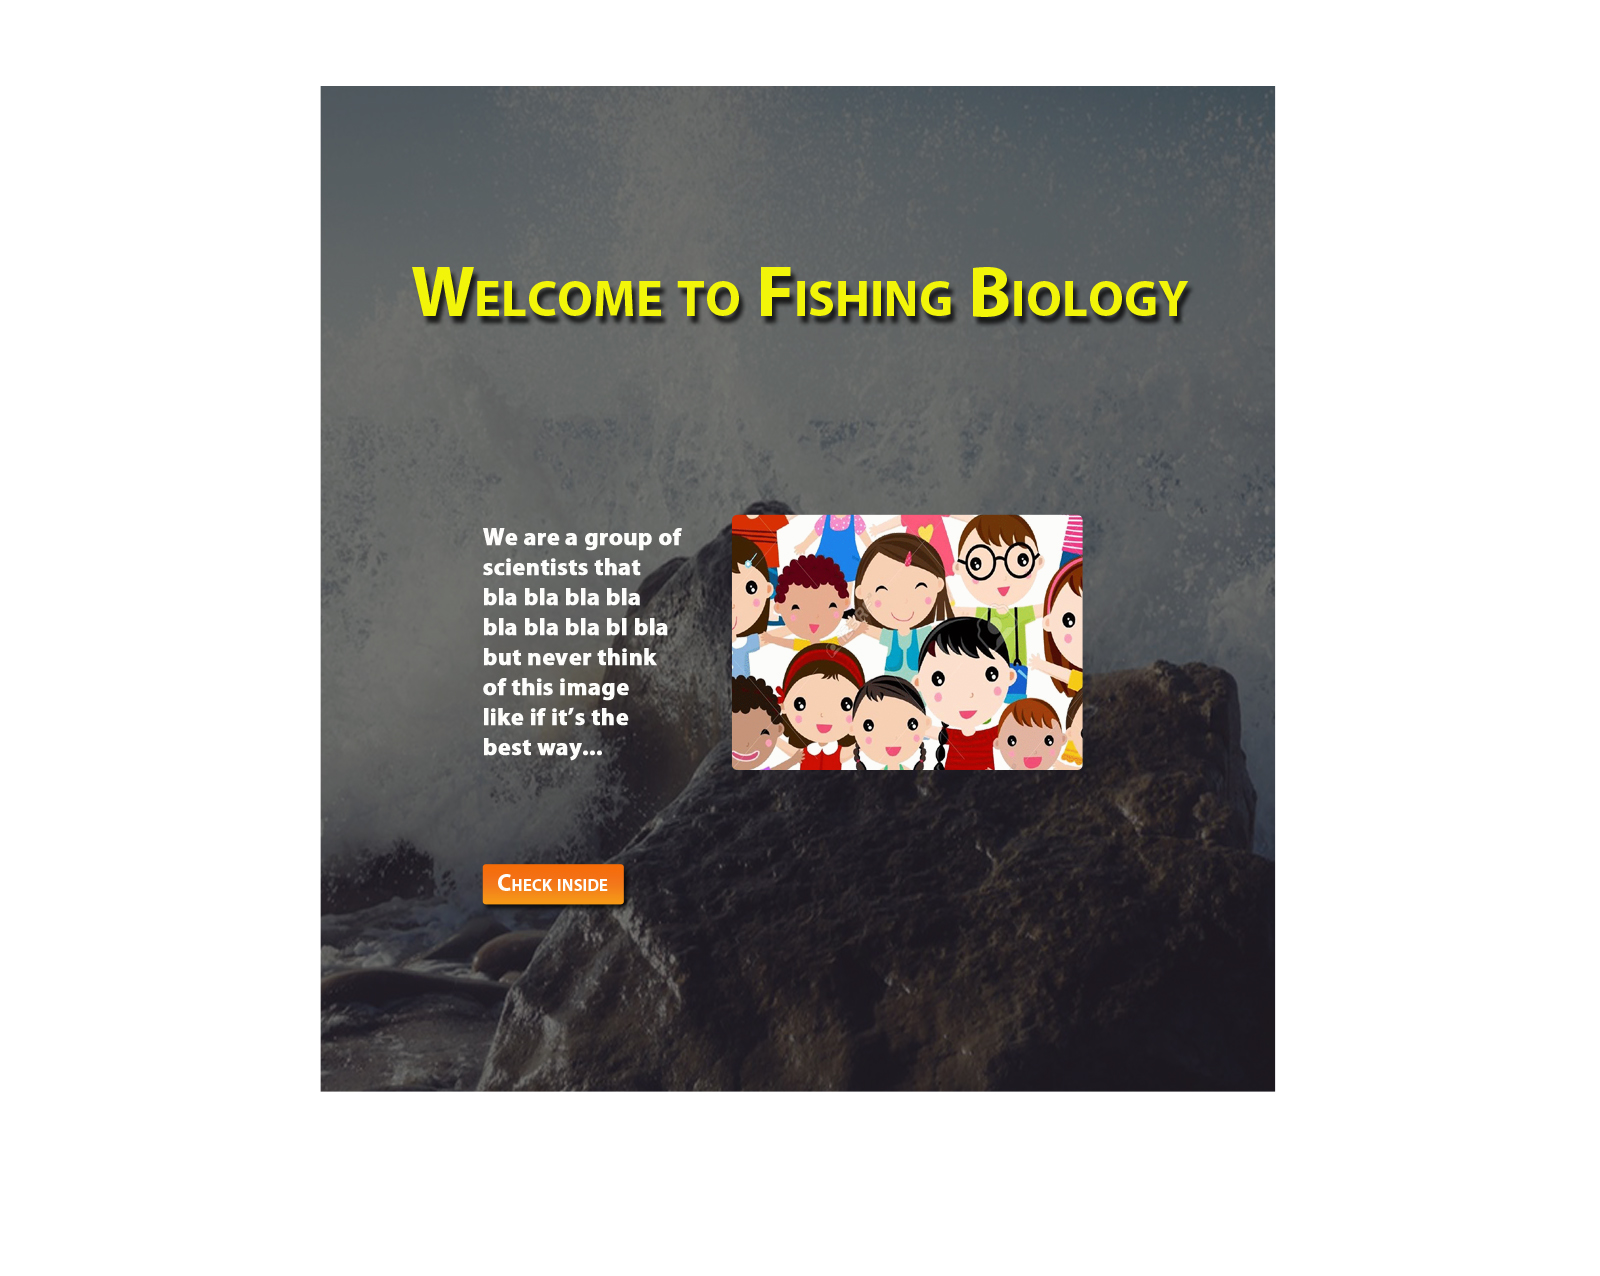 Welcome to Fishing Biology
We are a group of
scientists that
bla bla bla bla
bla bla bla bl bla
but never think
of this image
like if it’s the
best way...
Check inside